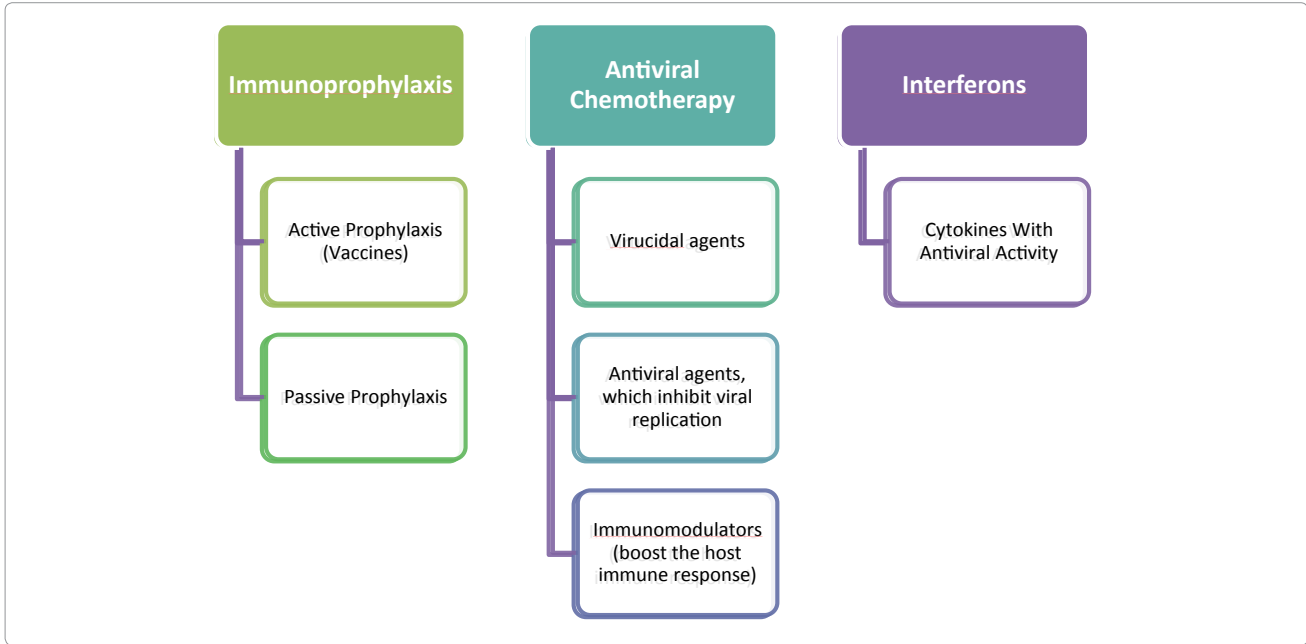 Immunoprophylaxis
Active Prophylaxis
(Vaccines)
Passive Prophylaxis
Antiviral
Chemotherapy
Virucidal agents
Antiviral agents,
which inhibit viral
replication
Immunomodulators
(boost the host
immune response)
Interferons
Cytokines With
Antiviral Activity